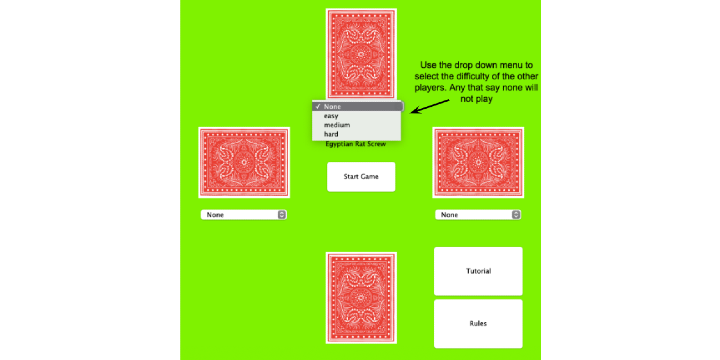 Use the drop down menu to
select the difficulty of the other
players. Any that say none will
not play
✓ None
easy
medium
hard
Egyptian Rat Screw
Start Game
None
None
Tutorial
Rules